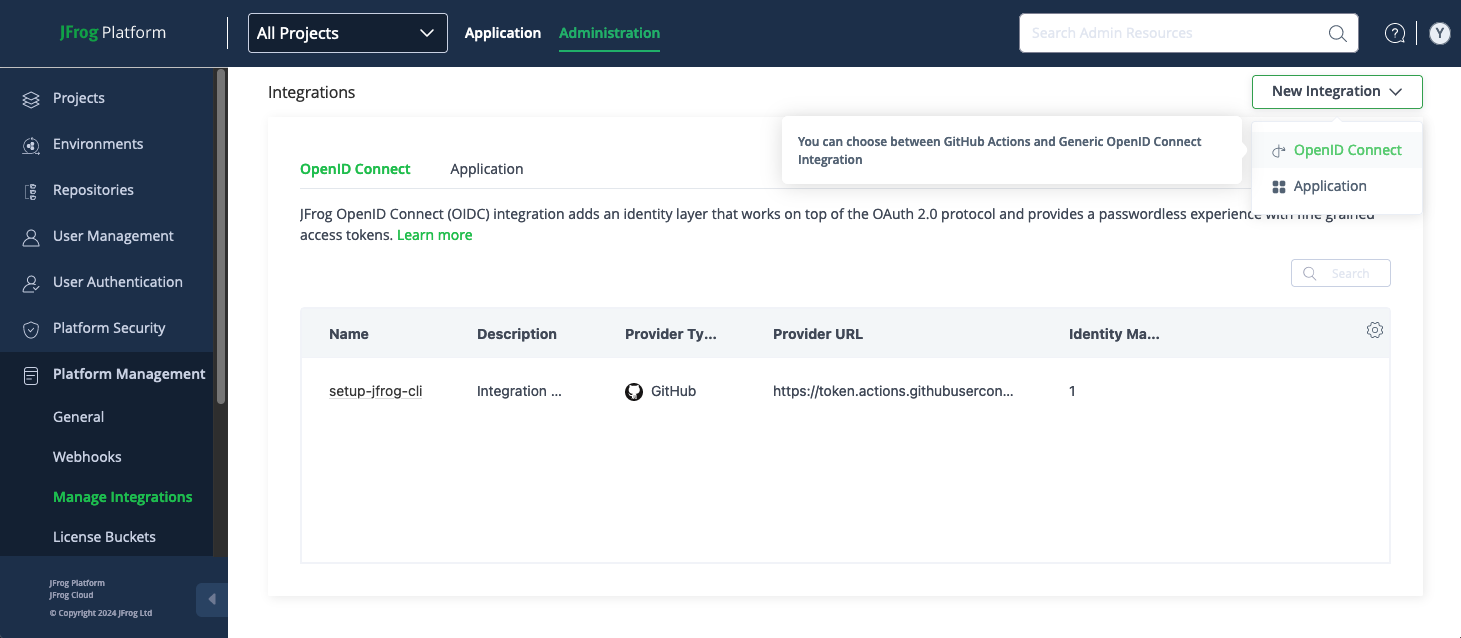 JFrog Platform
All Projects
Application
Administration
Search Admin Resources
?
Y
Projects
Environments
Repositories
User Management
User Authentication
Platform Security
Platform Management
General
Webhooks
Manage Integrations
License Buckets
JFrog Platform
JFrog Cloud
© Copyright 2024 JFrog Ltd
Integrations
New Integration
You can choose between GitHub Actions and Generic OpenID Connect
Integration
OpenID Connect
Application
OpenID Connect
Application
JFrog OpenID Connect (OIDC) integration adds an identity layer that works on top of the OAuth 2.0 protocol and provides a passwordless experience with fine grained
access tokens. Learn more
Search
Name Description Provider Ty... Provider URL Identity Ma...
setup-jfrog-cli Integration ... GitHub https://token.actions.githubusercon... 1